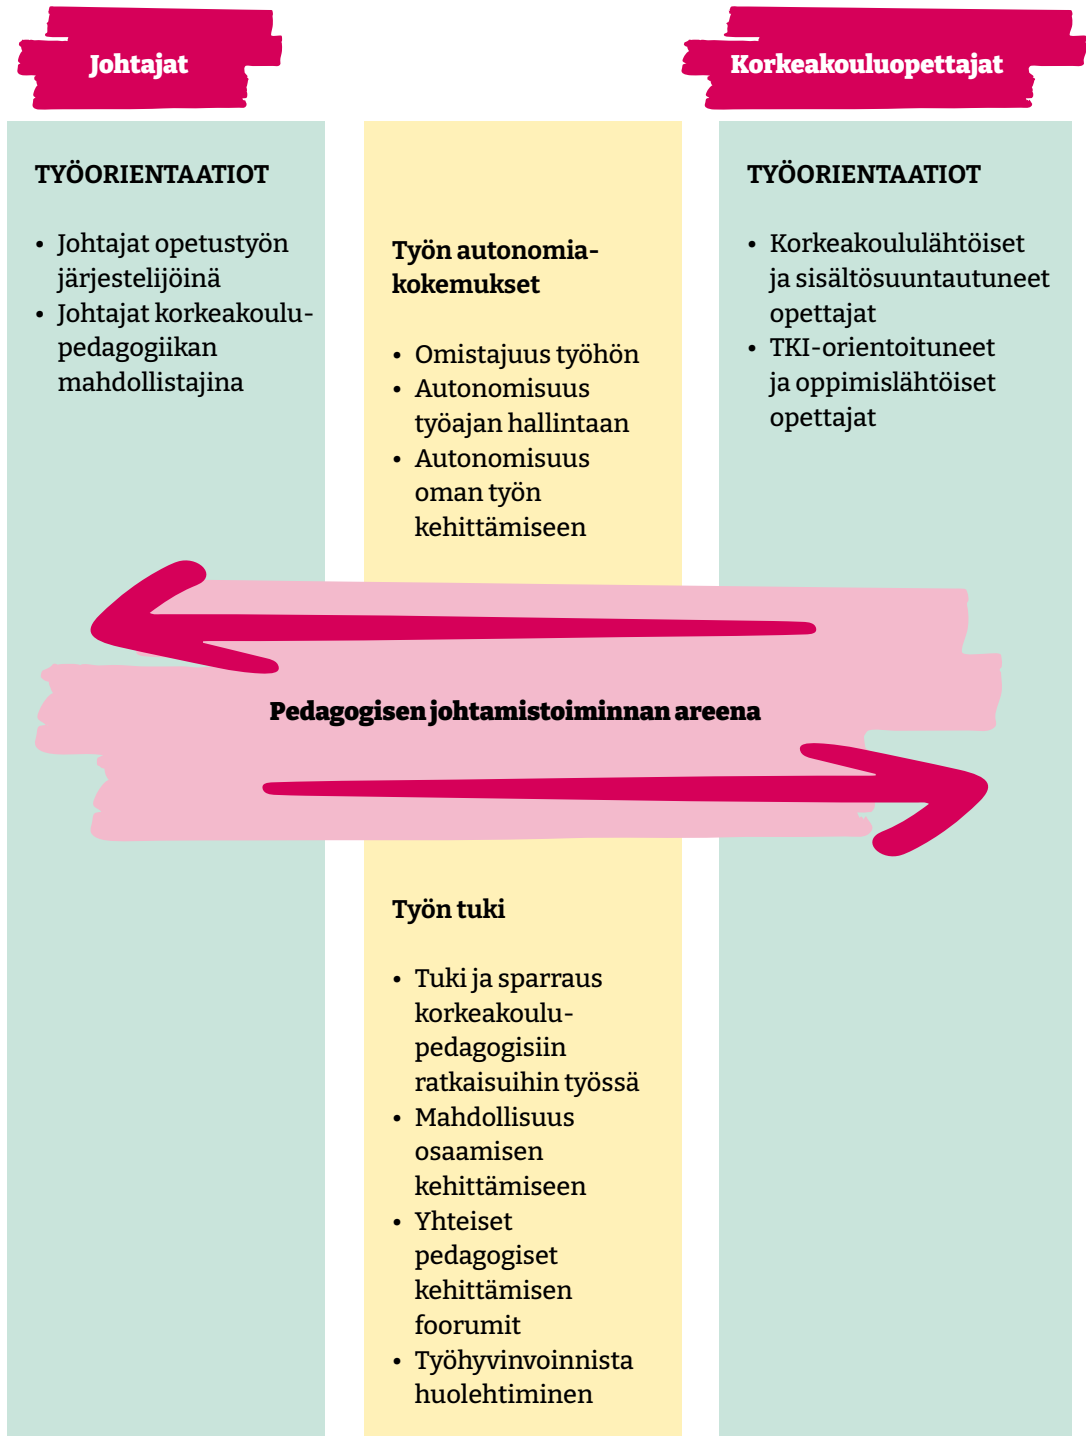 Johtajat
Korkeakouluopettajat
TYÖORIENTAATIOT
• Johtajat opetustyön
järjestelijöinä
• Johtajat korkeakoulu-
pedagogiikan
mahdollistajina
Työn autonomia-
kokemukset
• Omistajuus työhön
• Autonomisuus
työajan hallintaan
• Autonomisuus
oman työn
kehittämiseen
TYÖORIENTAATIOT
• Korkeakoululähtöiset
ja sisältösuuntautuneet
opettajat
• TKI-orientoituneet
ja oppimislähtöiset
opettajat
Pedagogisen johtamistoiminnan areena
Työn tuki
• Tuki ja sparraus
korkeakoulu-
pedagogisiin
ratkaisuihin työssä
• Mahdollisuus
osaamisen
kehittämiseen
• Yhteiset
pedagogiset
kehittämisen
foorumit
• Työhyvinvoinnista
huolehtiminen